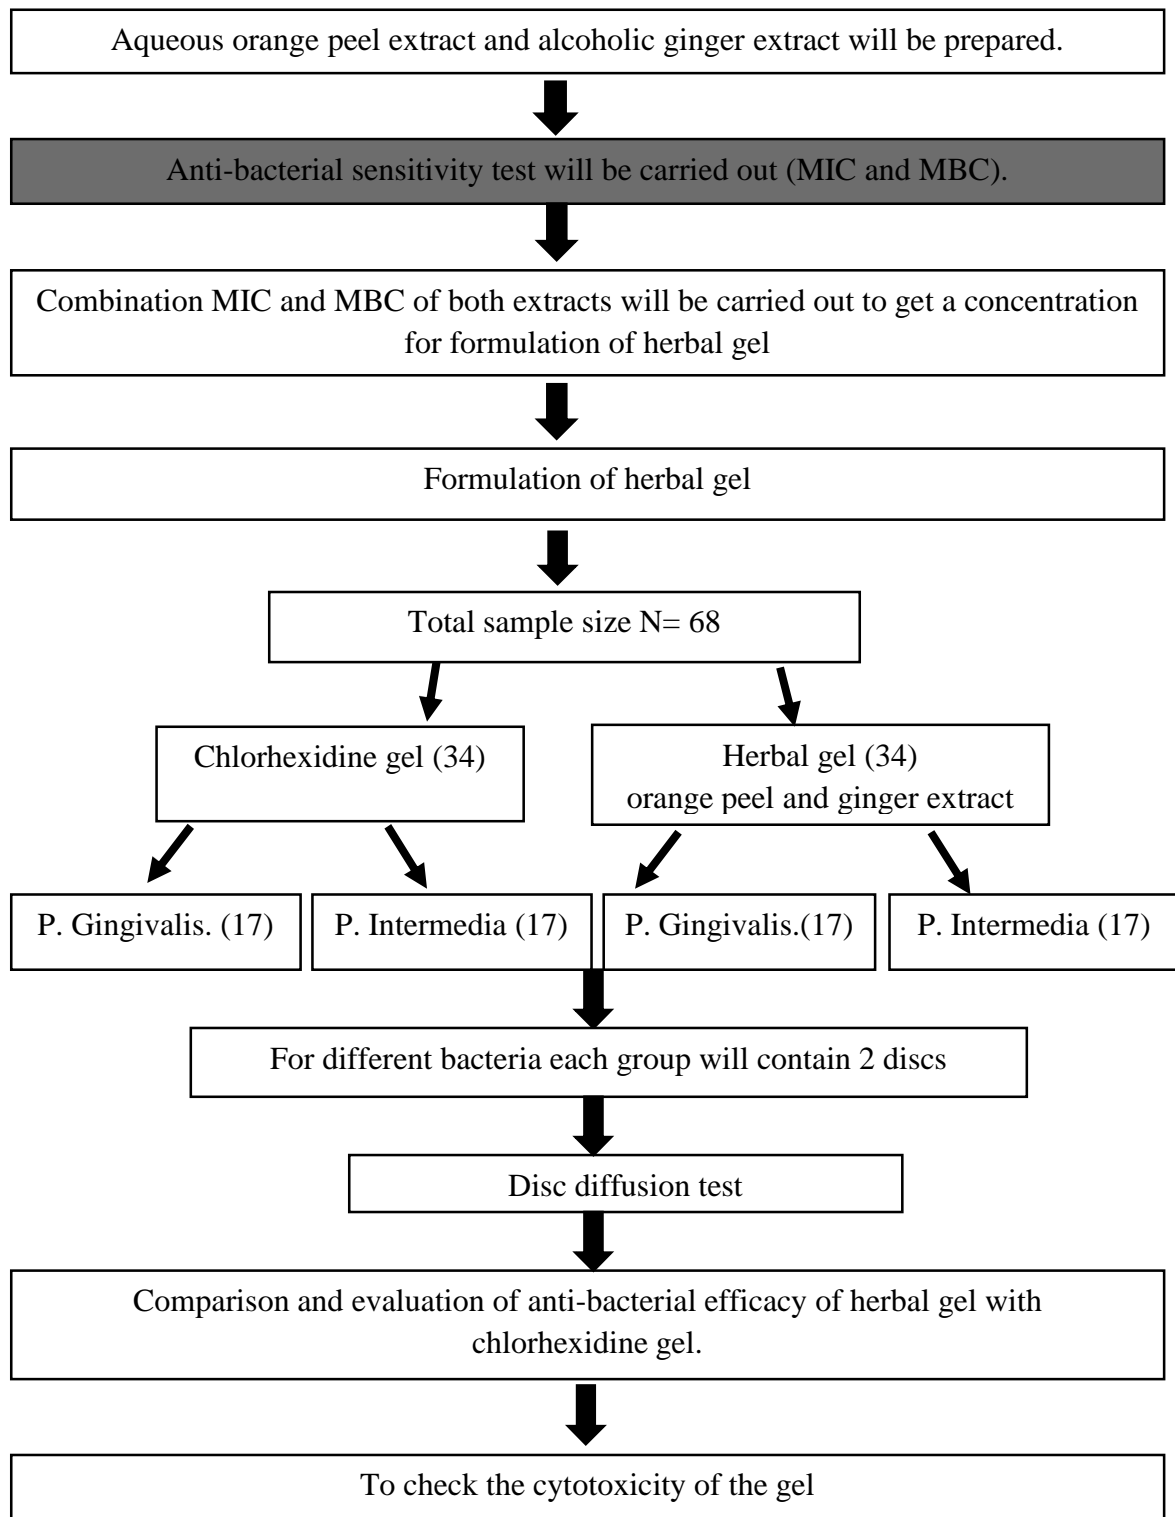 Aqueous orange peel extract and alcoholic ginger extract will be prepared.
Anti-bacterial sensitivity test will be carried out (MIC and MBC).
Combination MIC and MBC of both extracts will be carried out to get a concentration
for formulation of herbal gel
Formulation of herbal gel
Total sample size N= 68
Chlorhexidine gel (34)
Herbal gel (34)
orange peel and ginger extract
P. Gingivalis. (17)
P. Intermedia (17)
P. Gingivalis.(17)
P. Intermedia (17)
For different bacteria each group will contain 2 discs
Disc diffusion test
Comparison and evaluation of anti-bacterial efficacy of herbal gel with
chlorhexidine gel.
To check the cytotoxicity of the gel